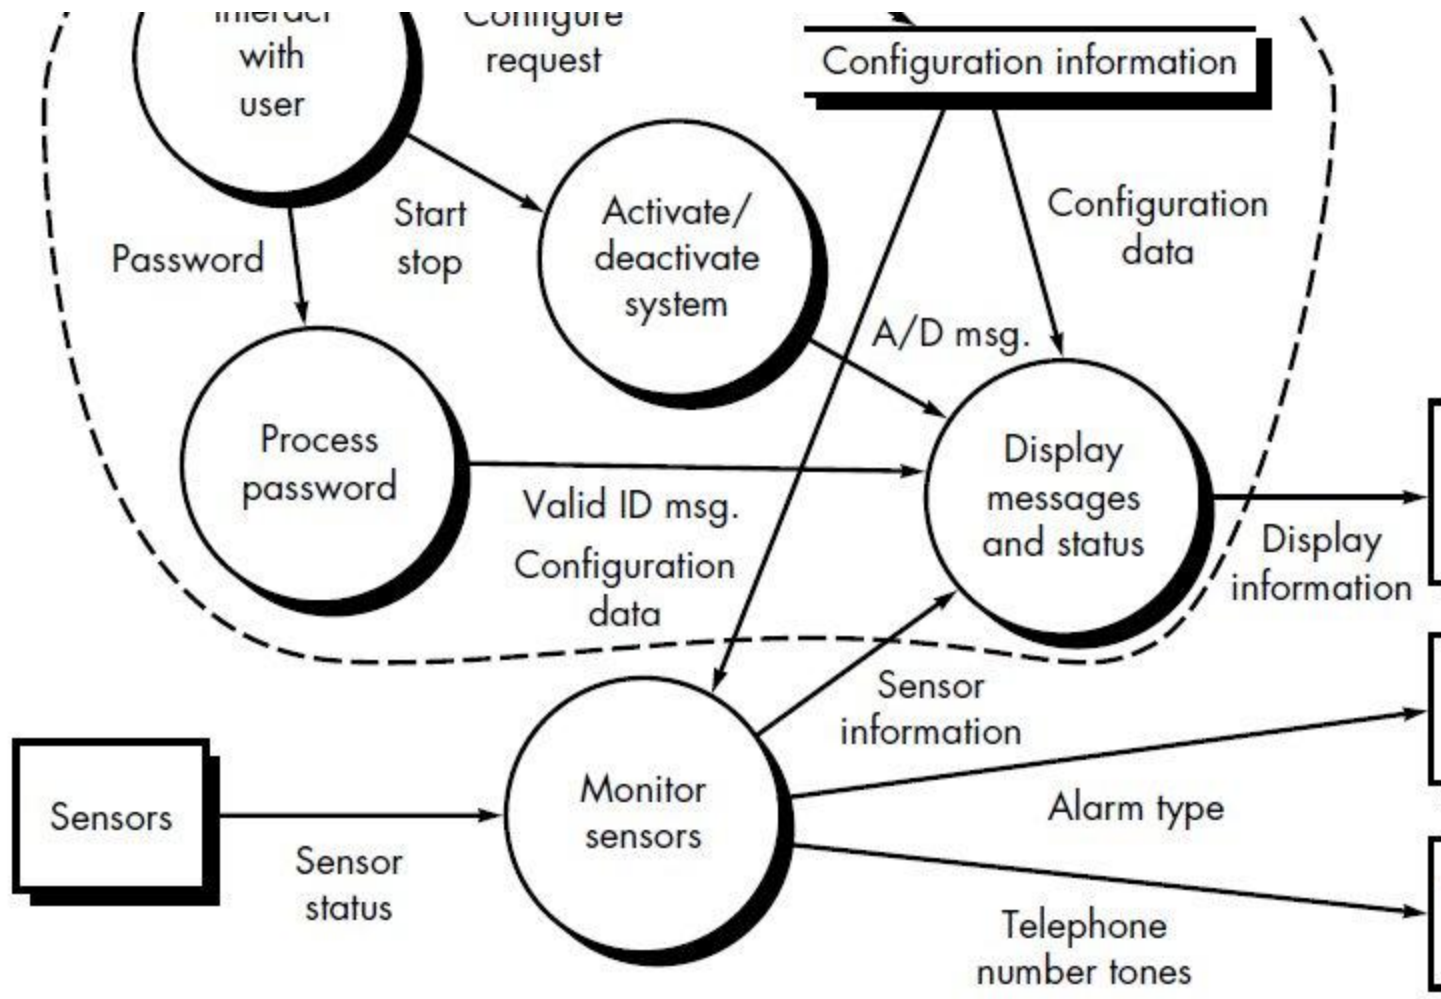 Interact
with
user
Configure
request
Configuration information
Start
stop
Activate/
deactivate
system
Configuration
data
Password
A/D msg.
Process
password
Valid ID msg.
Display
messages
and status
Display
information
Configuration
data
Sensor
information
Sensors
Sensor
status
Monitor
sensors
Alarm type
Telephone
number tones